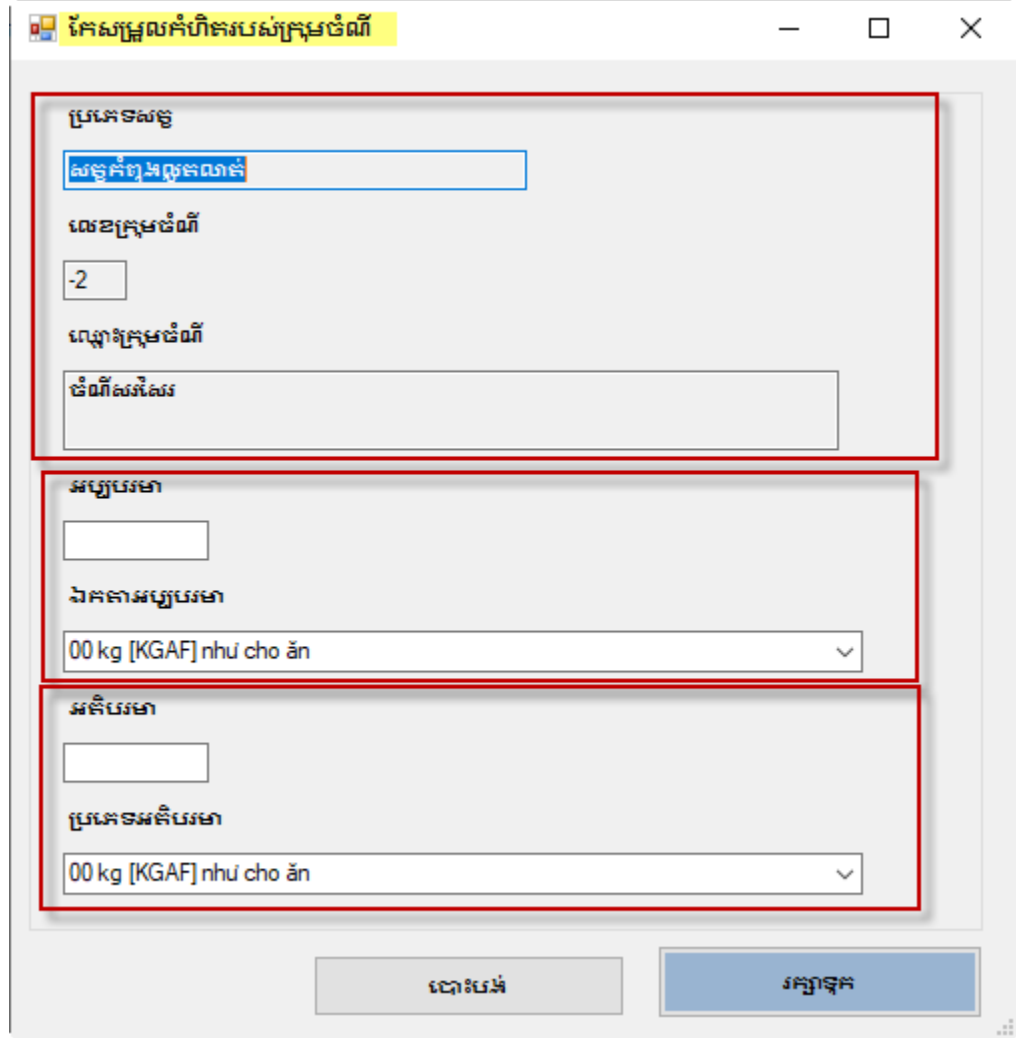 កែសម្រួលកំហិតរបស់ក្រុមចំណី
ប្រភេទសត្វ
សត្វកំពុងលូតលាត់
លេខក្រុមចំណី
-2
ឈ្មោះក្រុមចំណី
ចំណីសរសៃរ
អប្បបរមា
ឯកតាអប្បបរមា
00 kg [KGAF] như cho ăn
អតិបរមា
ប្រភេទអតិបរមា
00 kg [KGAF] như cho ăn
បោះបង់
រក្សាទុក